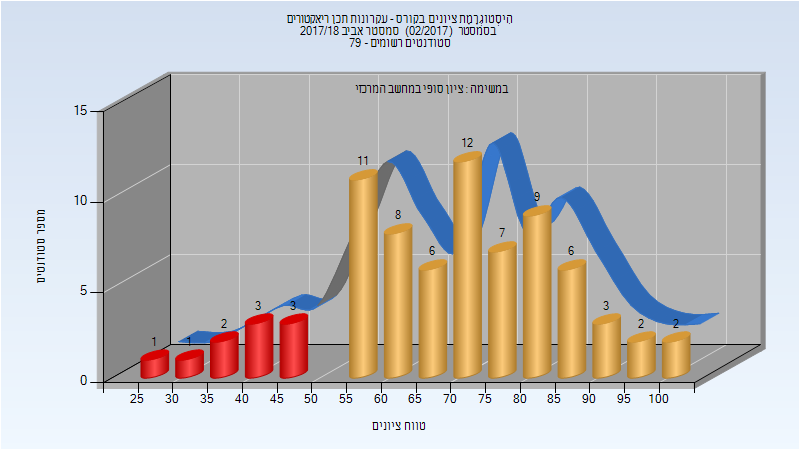 היסטוגרמת ציונים בקורס - עקרונות תכן ריאקטורים
בסמסטר (02/2017) סמסטר אביב 2017/18
סטודנטים רשומים - 79
במשימה : ציון סופי במחשב המרכזי
מספר סטודנטים
15
10
5
0
1
1
2
3
3
11
8
6
12
7
9
6
3
2
2
25 30 35 40 45 50 55 60 65 70 75 80 85 90 95 100
טווח ציונים